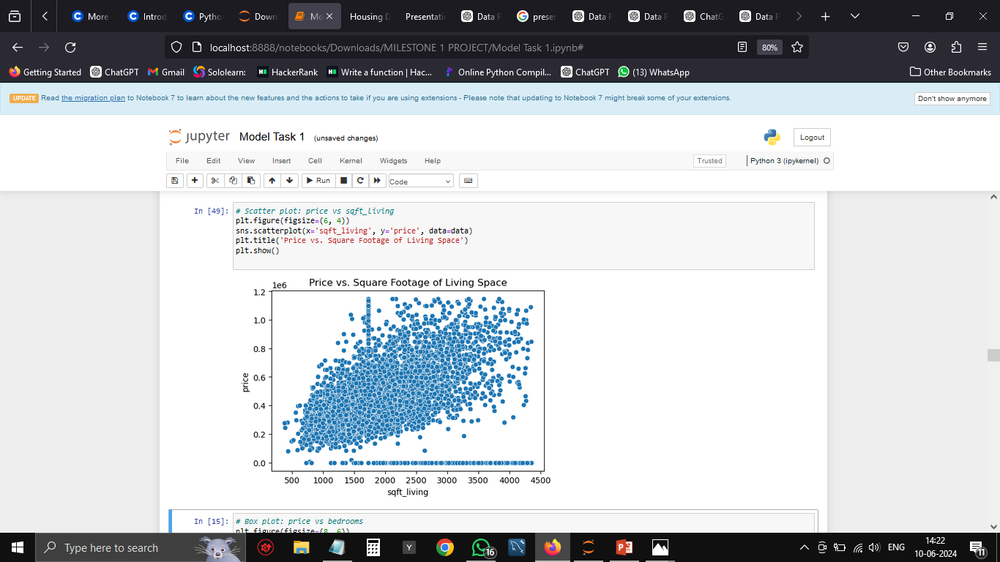 More
Introd
Pytho
Down
Mo
Housing D
Presentati
Data P
preser
Data P
Data P
ChatG
Data P
localhost:8888/notebooks/Downloads/MILESTONE 1 PROJECT/Model Task 1.ipynb#
80%
Getting Started
ChatGPT
Gmail
Sololearn:
HackerRank
Write a function | Hac...
Online Python Compil...
ChatGPT
(13) WhatsApp
Other Bookmarks
UPDATE Read the migration plan to Notebook 7 to learn about the new features and the actions to take if you are using extensions - Please note that updating to Notebook 7 might break some of your extensions.
Don't show anymore
jupyter Model Task 1 (unsaved changes)
Logout
File Edit View Insert Cell Kernel Widgets Help
Trusted
Python 3 (ipykernel)
Run
Code
In [49]:
# Scatter plot: price vs sqft_living
plt.figure(figsize=(6, 4))
sns.scatterplot(x='sqft_living', y='price', data=data)
plt.title('Price vs. Square Footage of Living Space')
plt.show()
Price vs. Square Footage of Living Space
1e6
1.2
1.0
0.8
0.6
0.4
0.2
0.0
price
500 1000 1500 2000 2500 3000 3500 4000 4500
sqft_living
In [15]:
# Box plot: price vs bedrooms
plt.figure(figsize=(8, 6))
Type here to search
Y
16
ENG
14:22
10-06-2024
11